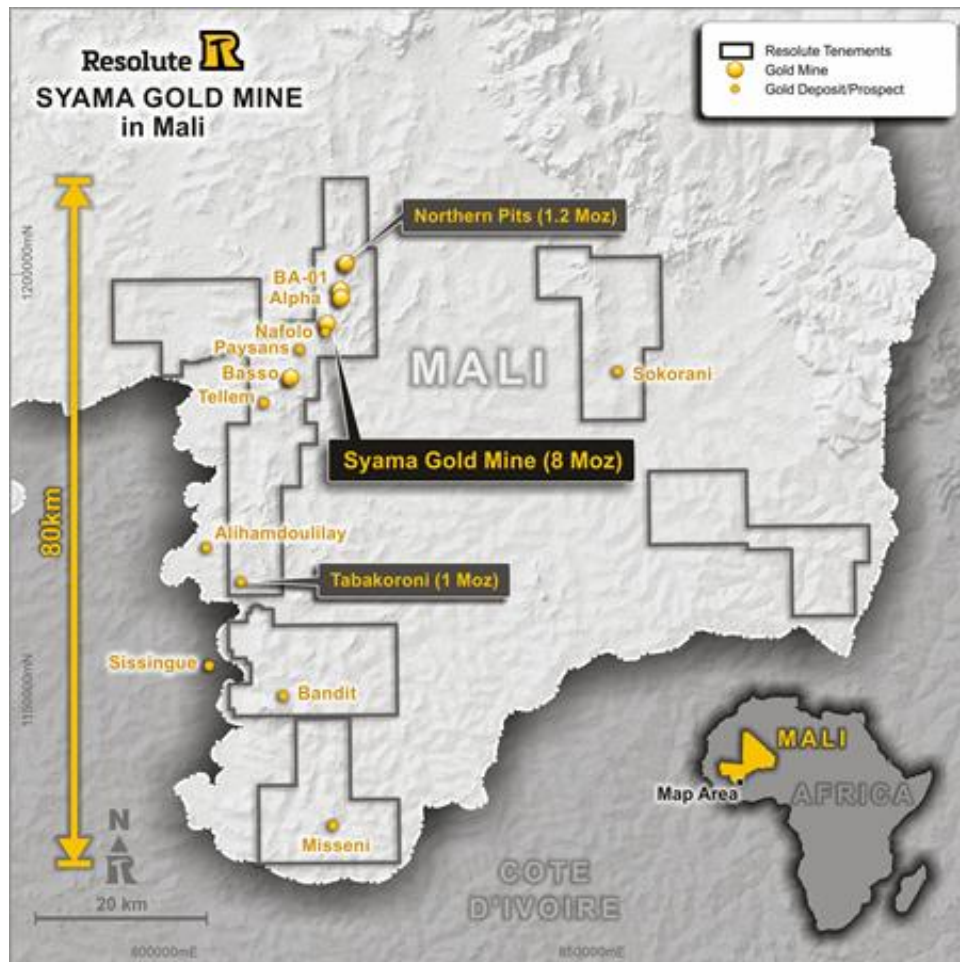 Resolute
SYAMA GOLD MINE
in Mali
Resolute Tenements
Gold Mine
Gold Deposit/Prospect
Northern Pits (1.2 Moz)
1200000mN
BA-01
Alpha
Nafolo
Paysans
Basso
Tellem
MALI
Sokorani
Syama Gold Mine (8 Moz)
80km
Alihamdoulilay
Tabakoroni (1 Moz)
Sissingue
1150000mN
Bandit
MALI
Map Area
AFRICA
N
Misseni
COTE
D'IVOIRE
20 km
800000mE
850000mE